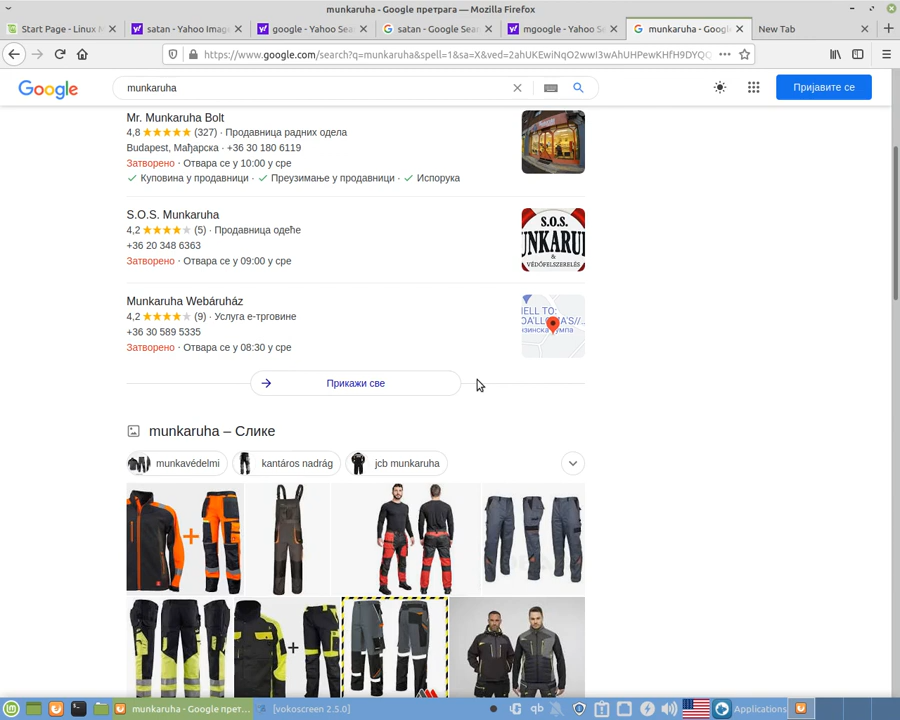 munkaruha - Google претрага — Mozilla Firefox
Start Page - Linux M
satan - Yahoo Imag
google - Yahoo Sea
satan - Google Sear
mgoogle - Yahoo Se
munkaruha - Googl
New Tab
https://www.google.com/search?q=munkaruha&spell=1&sa=X&ved=2ahUKEwiNqO2wwI3wAhUHPewKHfH9DYQQ
Google
munkaruha
Пријавите се
Mr. Munkaruha Bolt
4,8 (327) · Продавница радних одела
Budapest, Мађарска · +36 30 180 6119
Затворено · Отвара се у 10:00 у сре
Куповина у продавници · Преузимање у продавници · Испорука
S.O.S. Munkaruha
4,2 (5) · Продавница одеће
+36 20 348 6363
Затворено · Отвара се у 09:00 у сре
S.O.S.
UNKARU
&
VÉDŐFELSZERELÉS
Munkaruha Webáruház
4,2 (9) · Услуга е-трговине
+36 30 589 5335
Затворено · Отвара се у 08:30 у сре
Прикажи све
munkaruha – Слике
munkavédelmi
kantáros nadrág
jcb munkaruha
munkaruha - Google прет...
[vokoscreen 2.5.0]
Applications